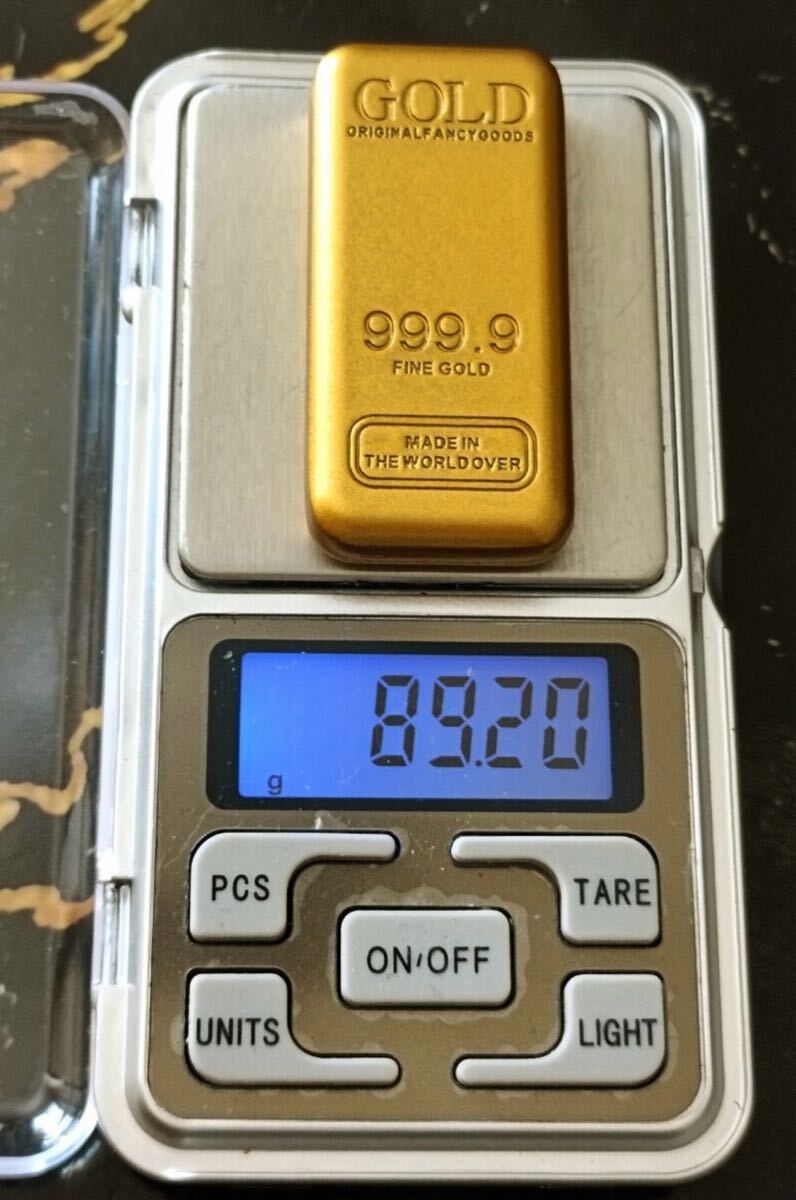 GOLD
ORIGINALFANCYGOODS
999.9
FINE GOLD
MADE IN
THE WORLD OVER
89.20
g
PCS
TARE
ON/OFF
UNITS
LIGHT